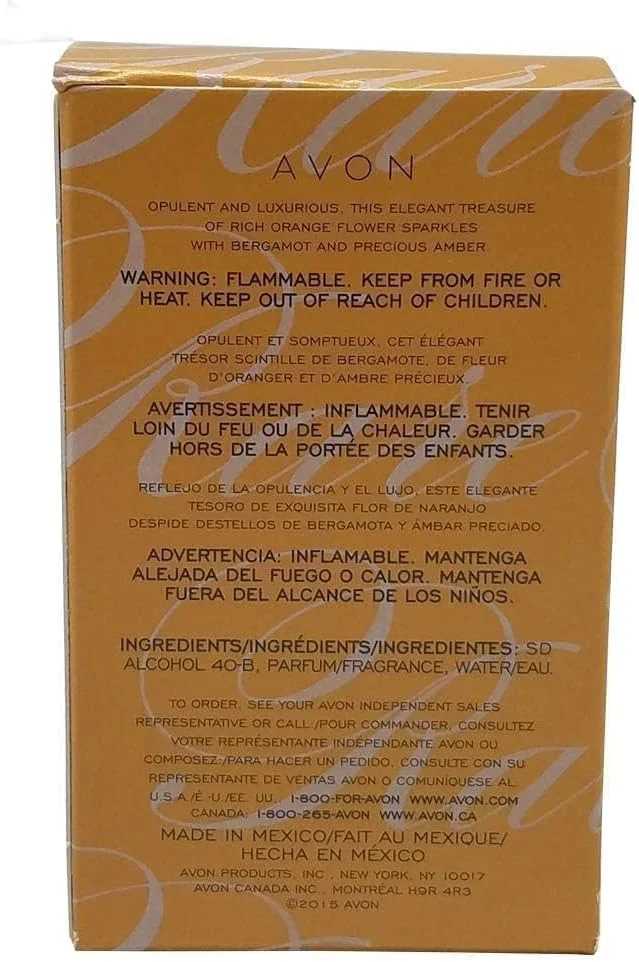 AVON
OPULENT AND LUXURIOUS, THIS ELEGANT TREASURE
OF RICH ORANGE FLOWER SPARKLES
WITH BERGAMOT AND PRECIOUS AMBER
WARNING: FLAMMABLE. KEEP FROM FIRE OR
HEAT. KEEP OUT OF REACH OF CHILDREN.
OPULENT ET SOMPTUEUX, CET ÉLÉGANT
TRÉSOR SCINTILLE DE BERGAMOTE, DE FLEUR
D'ORANGER ET D'AMBRE PRÉCIEUX.
AVERTISSEMENT : INFLAMMABLE. TENIR
LOIN DU FEU OU DE LA CHALEUR. GARDER
HORS DE LA PORTÉE DES ENFANTS.
REFLEJO DE LA OPULENCIA Y EL LUJO, ESTE ELEGANTE
TESORO DE EXQUISITA FLOR DE NARANJO
DESPIDE DESTELLOS DE BERGAMOTA Y ÁMBAR PRECIADO.
ADVERTENCIA: INFLAMABLE. MANTENGA
ALEJADA DEL FUEGO O CALOR. MANTENGA
FUERA DEL ALCANCE DE LOS NIÑOS.
INGREDIENTS/INGRÉDIENTS/INGREDIENTES: SD
ALCOHOL 40-B, PARFUM/FRAGRANCE, WATER/EAU.
TO ORDER, SEE YOUR AVON INDEPENDENT SALES
REPRESENTATIVE OR CALL:/POUR COMMANDER, CONSULTEZ
VOTRE REPRÉSENTANTE INDÉPENDANTE AVON OU
COMPOSEZ:/PARA HACER UN PEDIDO, CONSULTE CON SU
REPRESENTANTE DE VENTAS AVON O COMUNÍQUESE AL
U.S.A./É.-U./EE. UU., 1-800-FOR-AVON WWW.AVON.COM
CANADA: 1-800-265-AVON WWW.AVON.CA
MADE IN MEXICO/FAIT AU MEXIQUE/
HECHA EN MÉXICO
AVON PRODUCTS, INC., NEW YORK, NY 10017
AVON CANADA INC., MONTRÉAL H9R 4R3
©2015 AVON